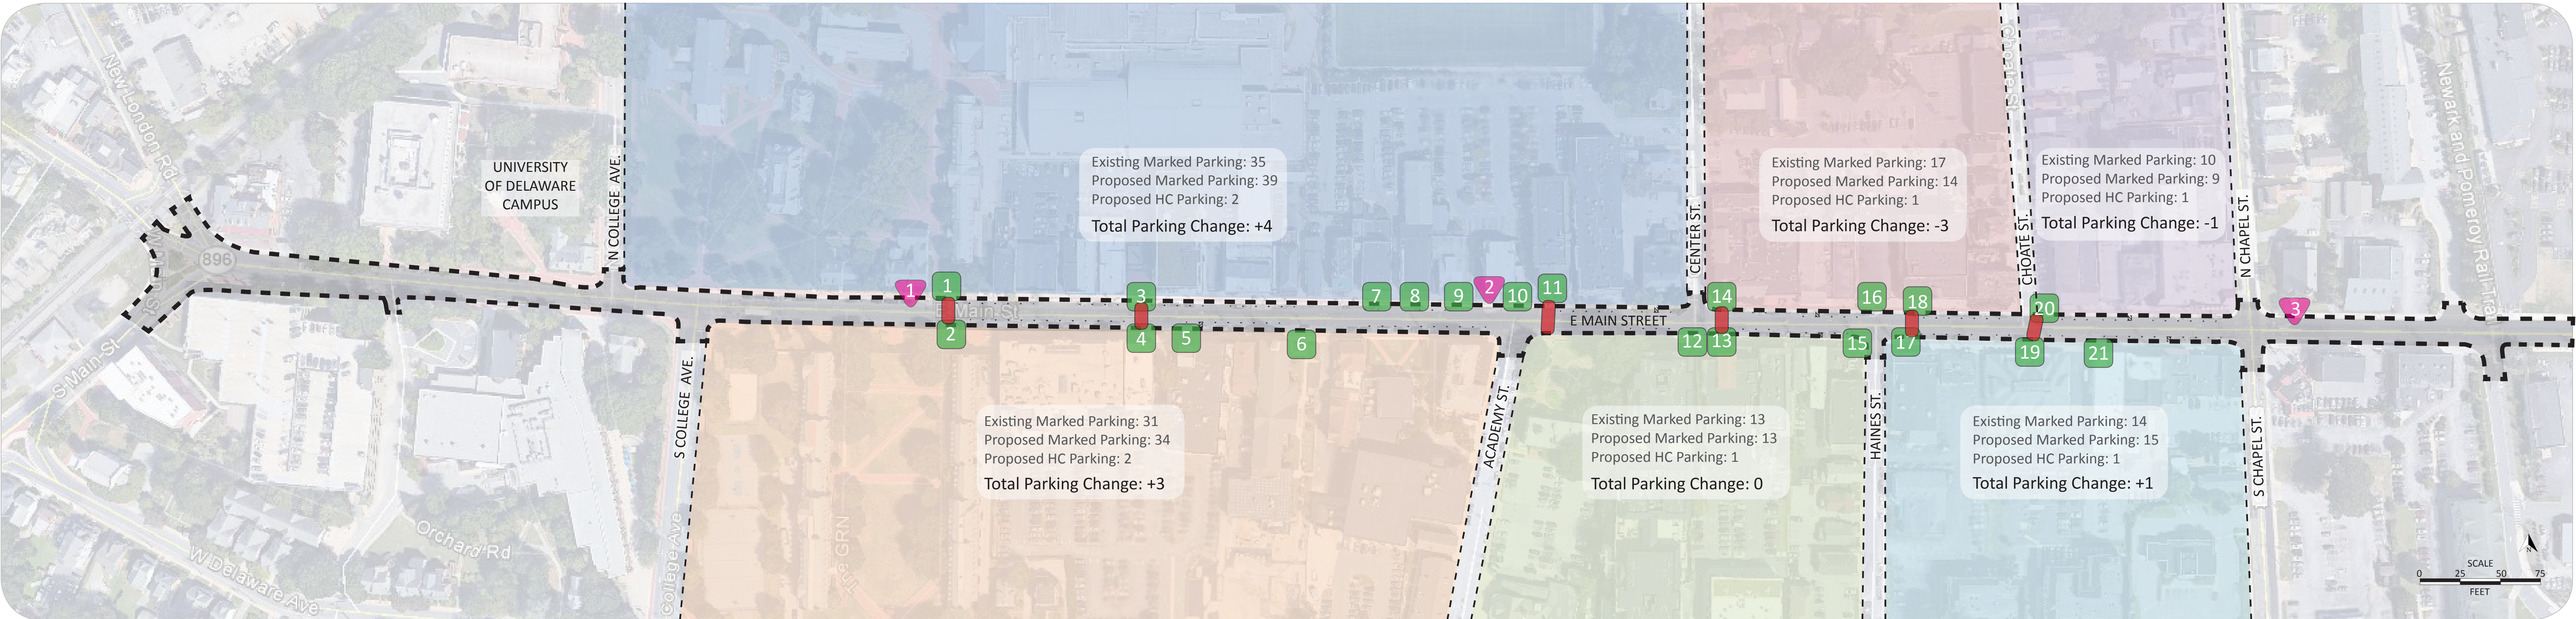 New London Rd
UNIVERSITY
OF DELAWARE
CAMPUS
N COLLEGE AVE.
896
S Main St
W Delaware Ave
Orchard Rd
S COLLEGE AVE.
College Ave
The GRN
Existing Marked Parking: 35
Proposed Marked Parking: 39
Proposed HC Parking: 2
Total Parking Change: +4
CENTER ST.
Existing Marked Parking: 17
Proposed Marked Parking: 14
Proposed HC Parking: 1
Total Parking Change: -3
Choate St
CHOATE ST.
Existing Marked Parking: 10
Proposed Marked Parking: 9
Proposed HC Parking: 1
Total Parking Change: -1
N CHAPEL ST.
Newark and Pomeroy Rail Trail
1
1
2
E Main St
3
4
5
6
7
8
9
2
10
11
E MAIN STREET
12
13
14
15
16
17
18
19
20
21
3
Existing Marked Parking: 31
Proposed Marked Parking: 34
Proposed HC Parking: 2
Total Parking Change: +3
ACADEMY ST.
Existing Marked Parking: 13
Proposed Marked Parking: 13
Proposed HC Parking: 1
Total Parking Change: 0
HAINES ST.
Existing Marked Parking: 14
Proposed Marked Parking: 15
Proposed HC Parking: 1
Total Parking Change: +1
S CHAPEL ST.
N
SCALE
0 25 50 75
FEET